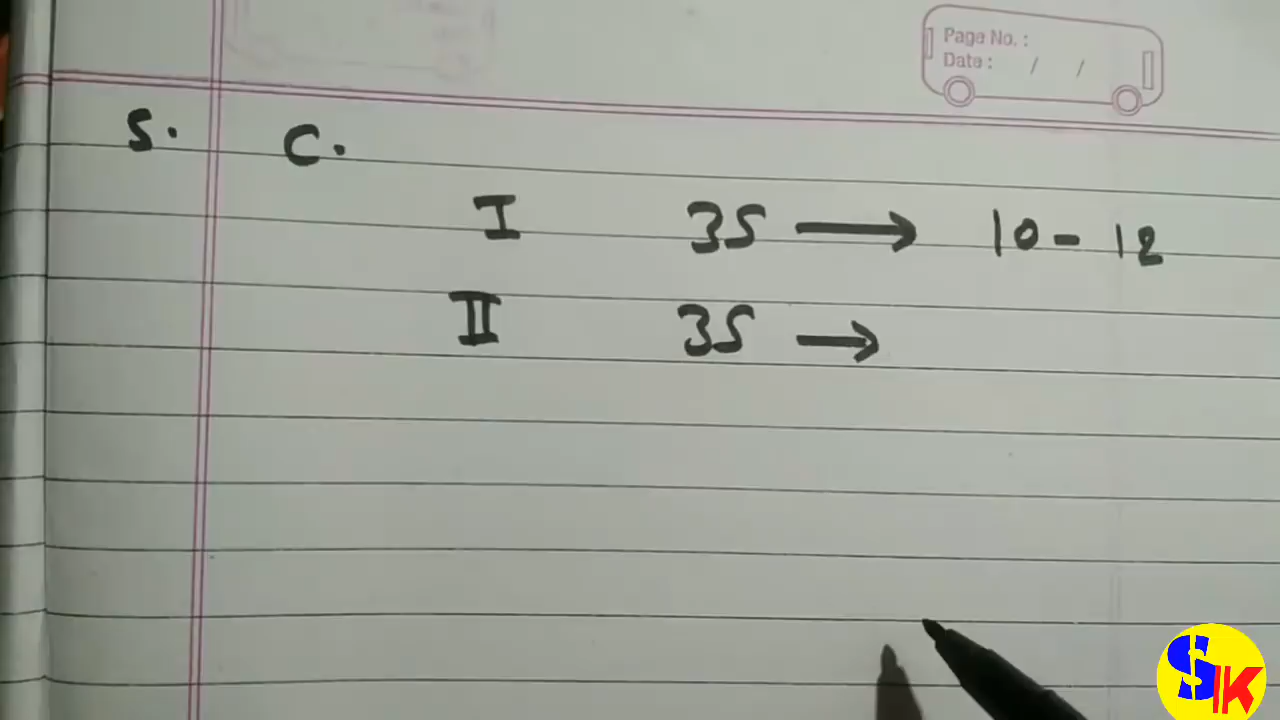 Page No. :
Date : / /
S. C.
I 35 → 10 - 12
II 35 →
SK